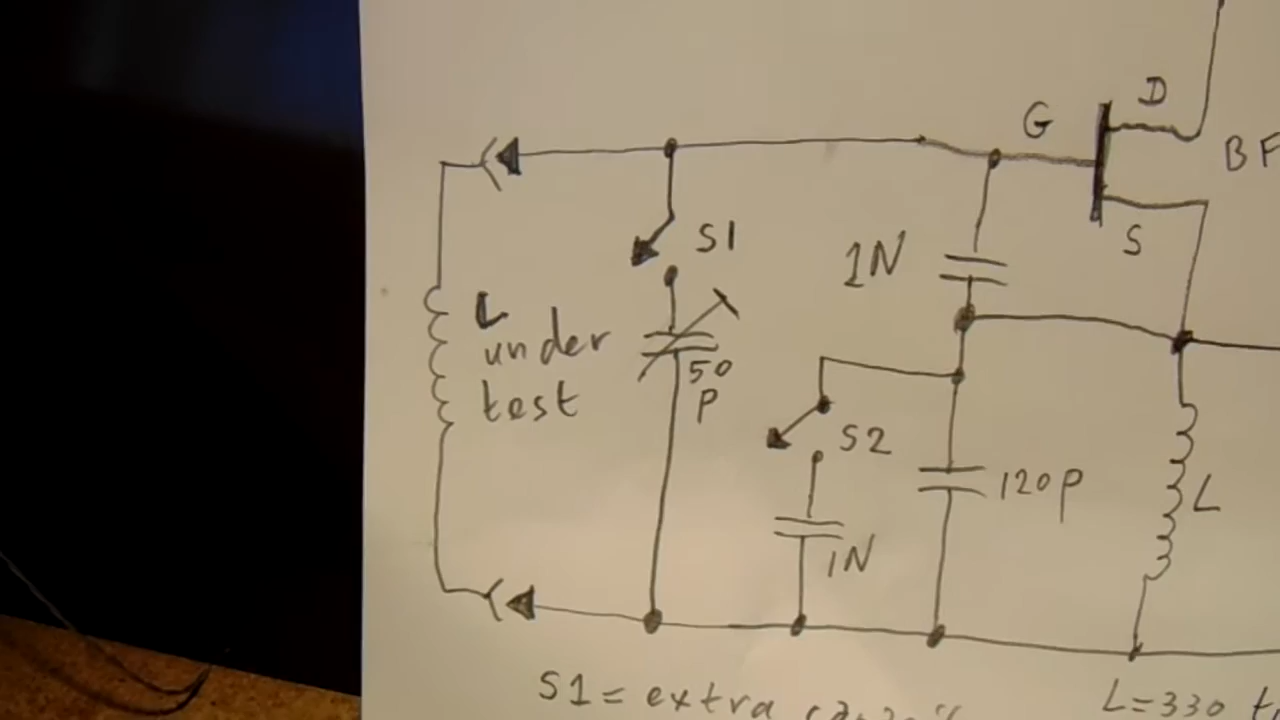 D
G
BF
S1
S
1N
L
under
test
50
P
S2
120P
L
1N
S1 = extra
L=330